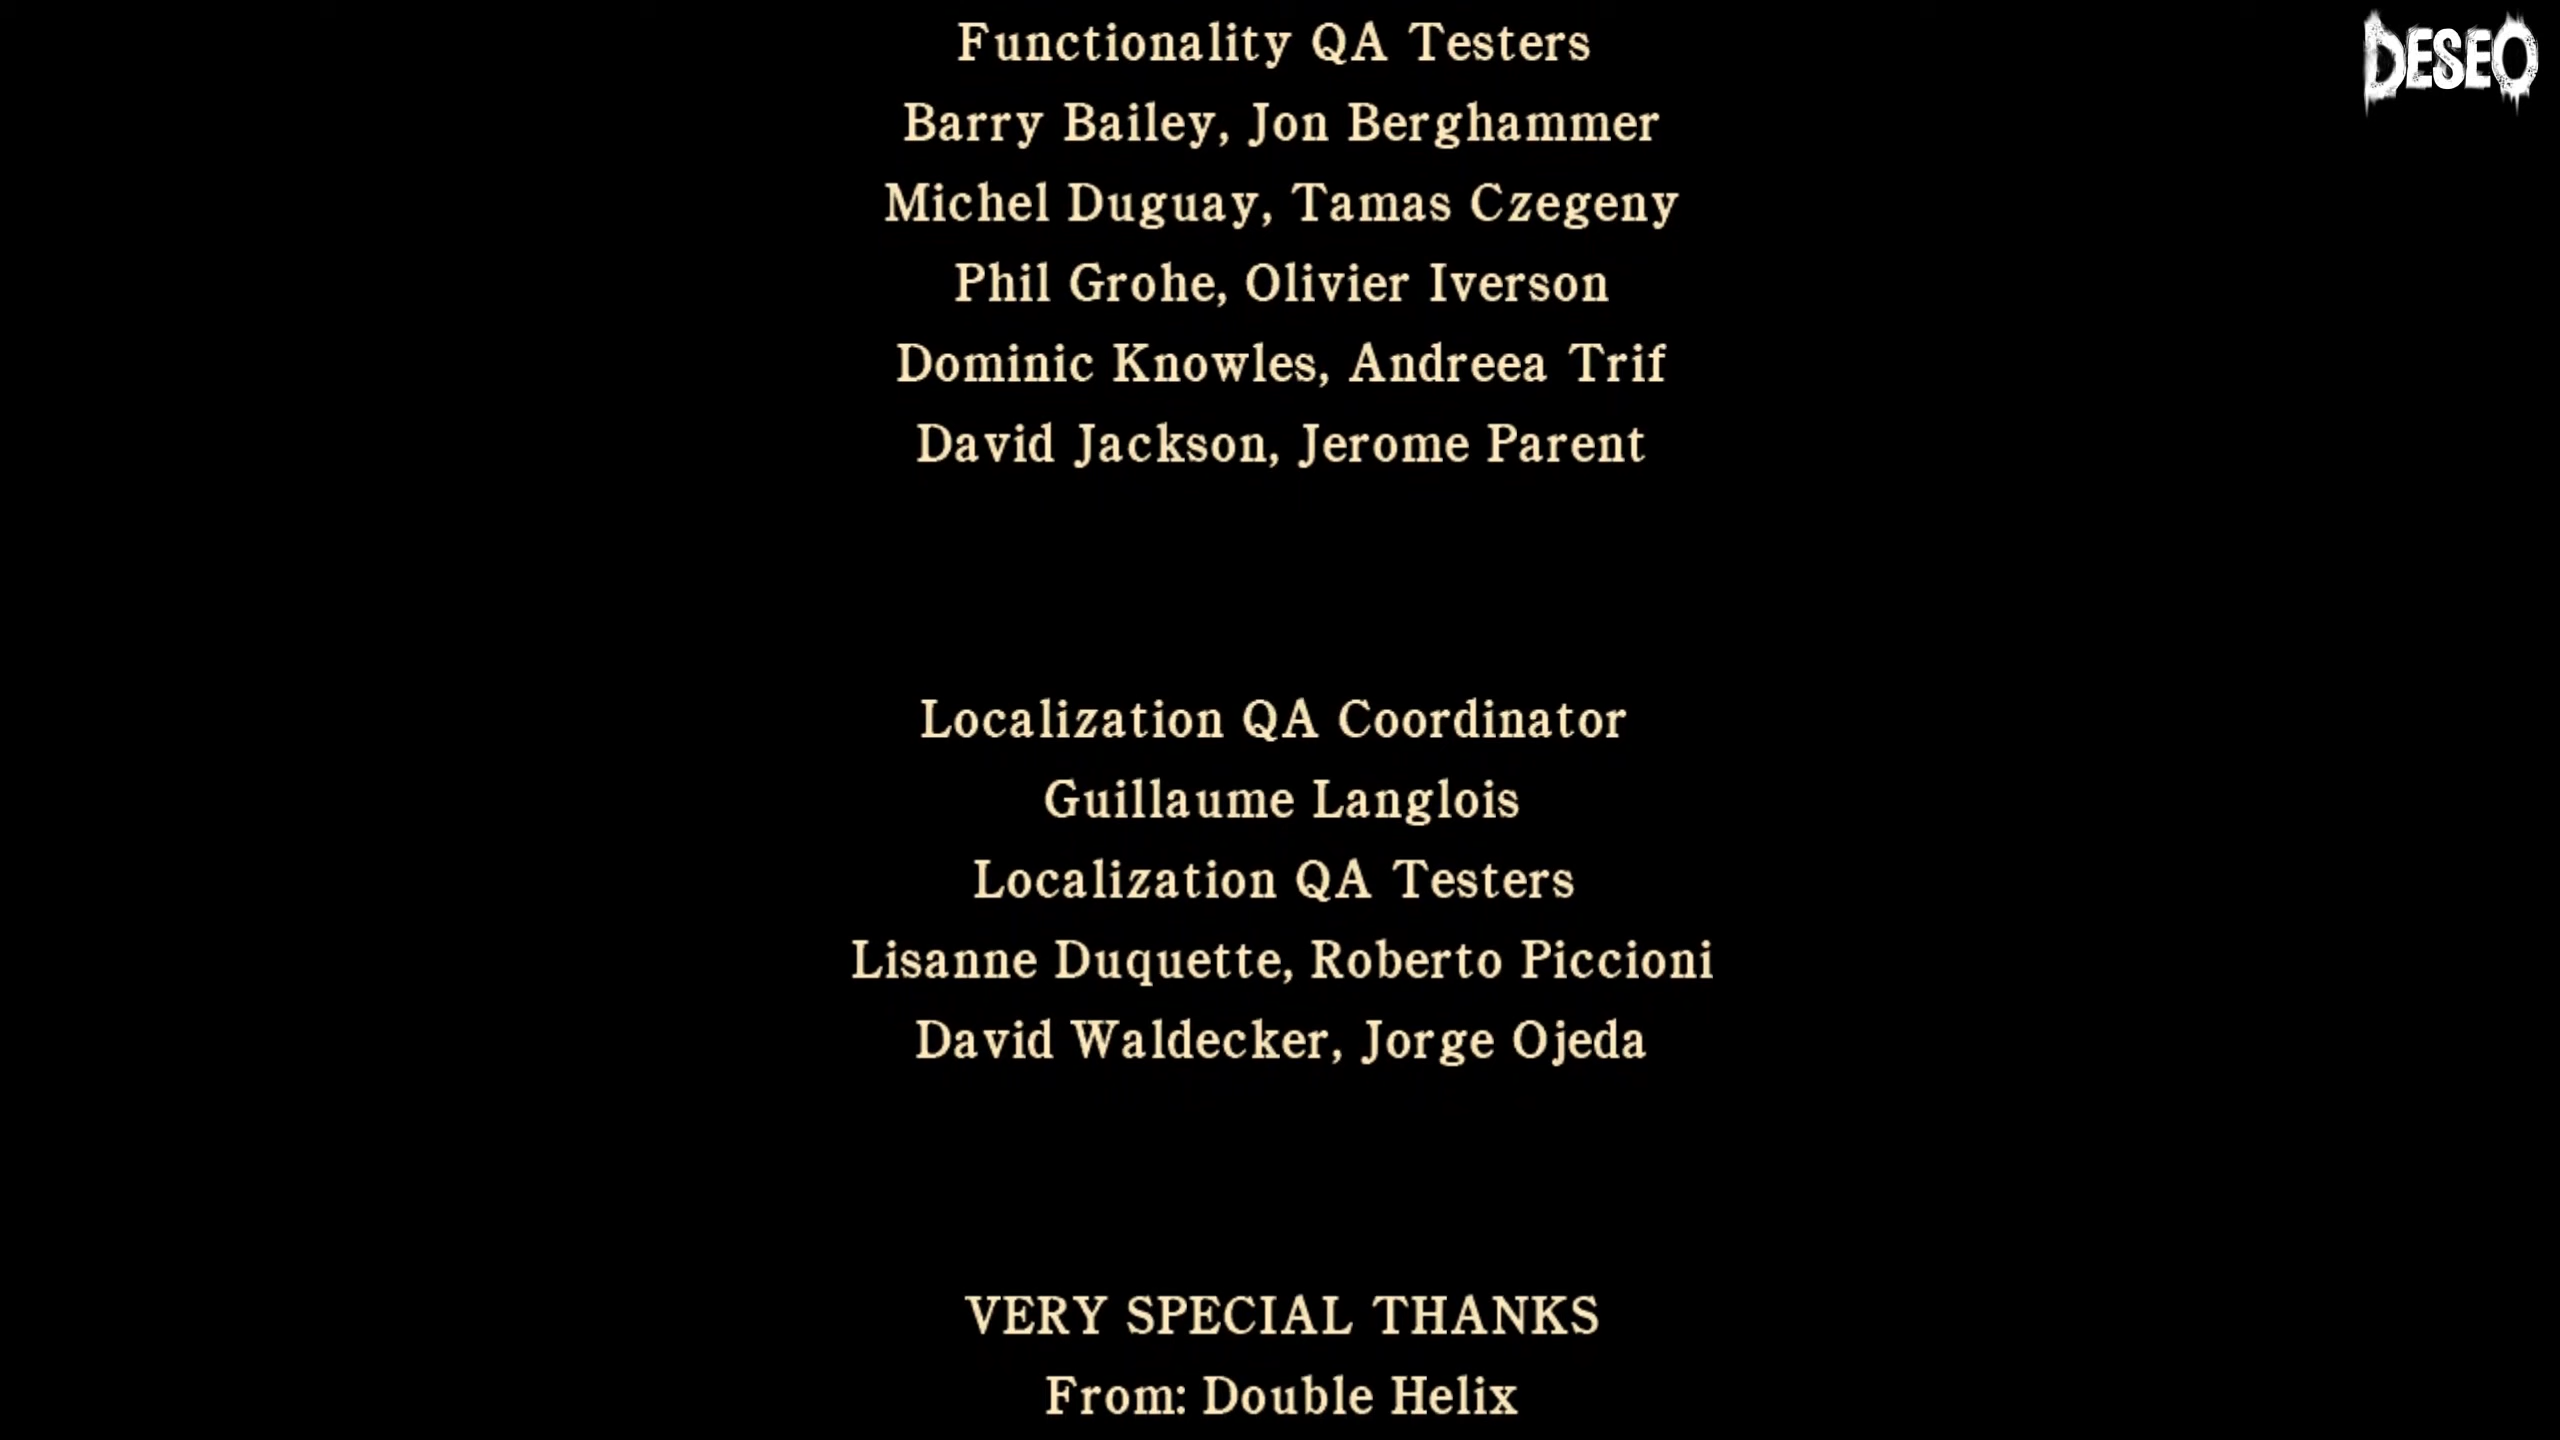 DESEO
Functionality QA Testers
Barry Bailey, Jon Berghammer
Michel Duguay, Tamas Czegeny
Phil Grohe, Olivier Iverson
Dominic Knowles, Andreea Trif
David Jackson, Jerome Parent
Localization QA Coordinator
Guillaume Langlois
Localization QA Testers
Lisanne Duquette, Roberto Piccioni
David Waldecker, Jorge Ojeda
VERY SPECIAL THANKS
From: Double Helix